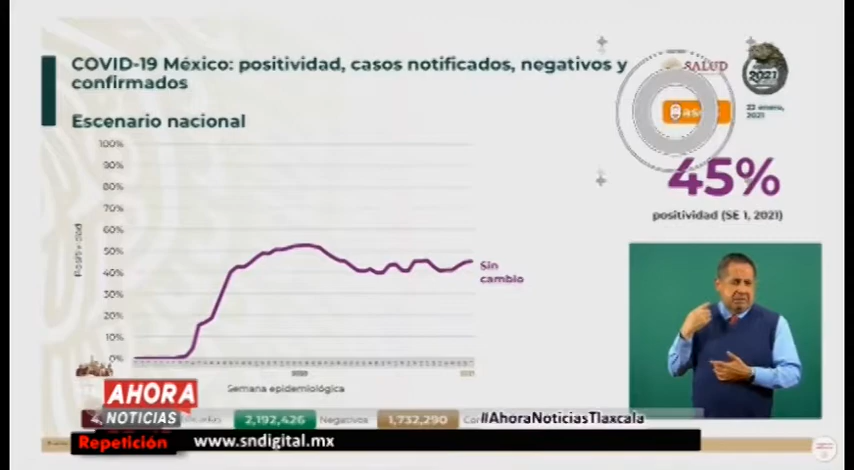 COVID-19 México: positividad, casos notificados, negativos y
confirmados
SALUD
2021
22 enero,
2021
Escenario nacional
100%
90%
80%
70%
60%
50%
40%
30%
20%
10%
0%
Positividad
Sin
cambio
45%
positividad (SE 1, 2021)
2020
2021
Semana epidemiológica
2,192,426
Negativos
1,732,290
#AhoraNoticiasTlaxcala
AHORA
NOTICIAS
Repetición
www.sndigital.mx